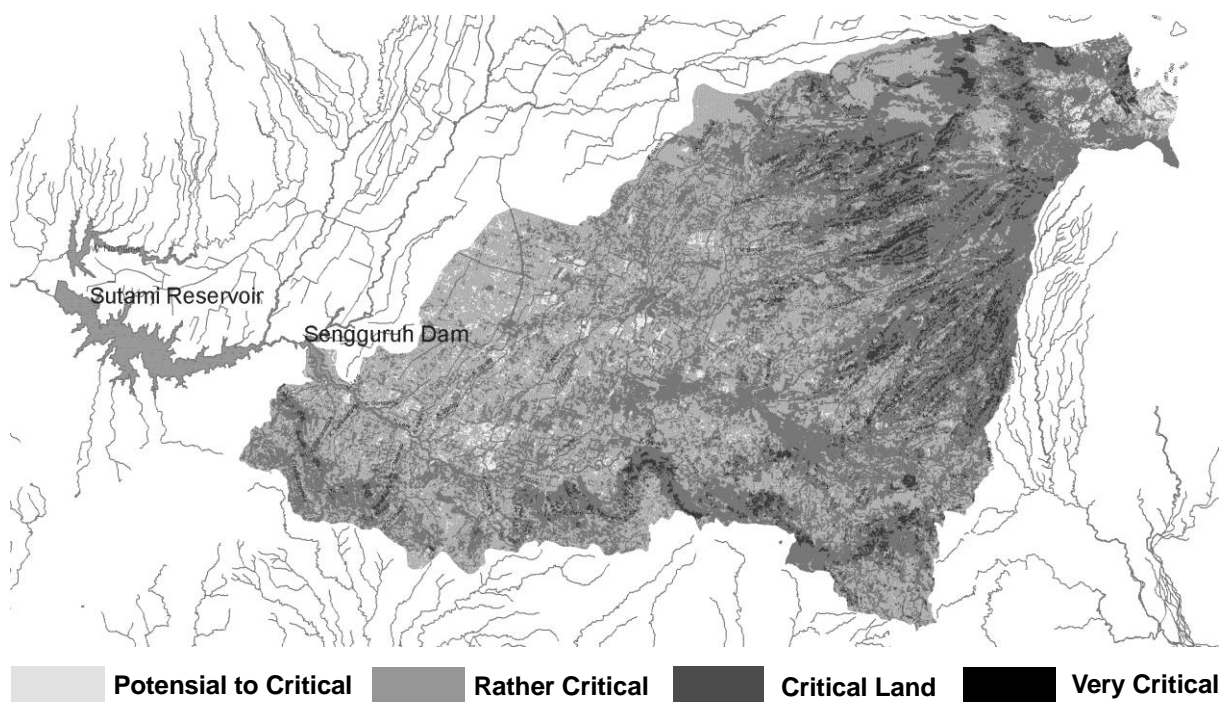 Sutami Reservoir
Sengguruh Dam
Potensial to Critical
Rather Critical
Critical Land
Very Critical